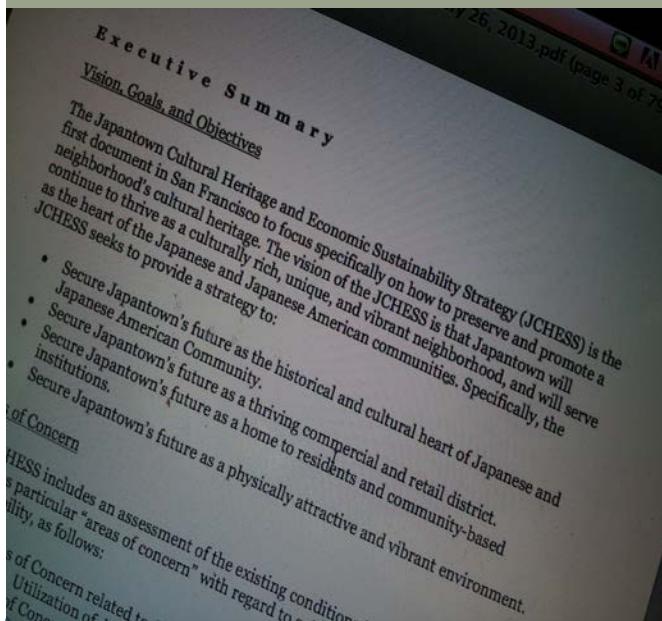 26, 2013.pdf (page 3 of
Executive Summary
Vision, Goals, and Objectives
The Japantown Cultural Heritage and Economic Sustainability Strategy (JCHESS) is the
first document in San Francisco to focus specifically on how to preserve and promote a
neighborhood's cultural heritage. The vision of the JCHESS is that Japantown will
continue to thrive as a culturally rich, unique, and vibrant neighborhood, and will serve
as the heart of the Japanese and Japanese American communities. Specifically, the
JCHESS seeks to provide a strategy to:
• Secure Japantown's future as the historical and cultural heart of Japanese and
Japanese American Community.
• Secure Japantown's future as a thriving commercial and retail district.
• Secure Japantown's future as a home to residents and community-based
institutions.
• Secure Japantown's future as a physically attractive and vibrant environment.
of Concern
HESS includes an assessment of the existing conditions
particular "areas of concern" with regard to
as follows:
of Concern related to
Utilization of
of